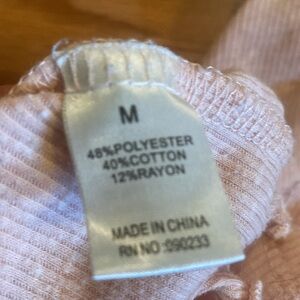 M
48%POLYESTER
40%COTTON
12%RAYON
MADE IN CHINA
RN NO:090233